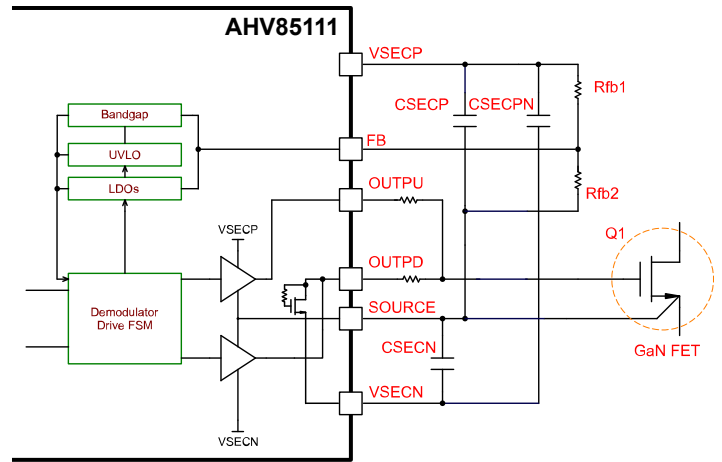 AHV85111
VSECP
CSECP
CSECPN
Rfb1
Bandgap
FB
UVLO
LDOs
OUTPU
Rfb2
VSECP
Q1
OUTPD
Demodulator
Drive FSM
SOURCE
CSECN
GaN FET
VSECN
VSECN